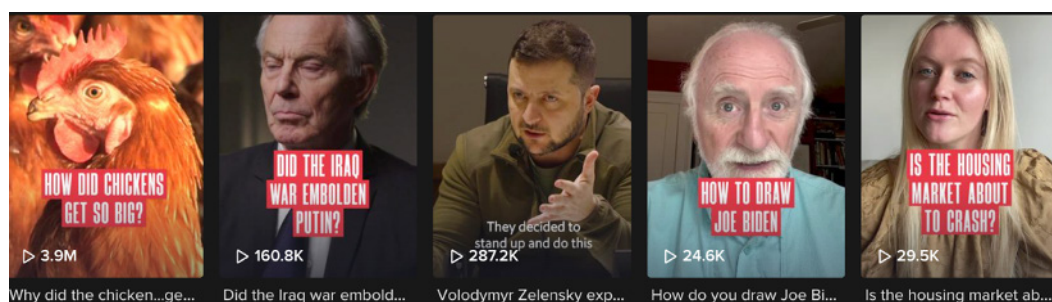 HOW DID CHICKENS
GET SO BIG?
3.9M
Why did the chicken...ge...
DID THE IRAQ
WAR EMBOLDEN
PUTIN?
160.8K
Did the Iraq war embold...
They decided to
stand up and do this
287.2K
Volodymyr Zelensky exp...
HOW TO DRAW
JOE BIDEN
24.6K
How do you draw Joe Bi...
IS THE HOUSING
MARKET ABOUT
TO CRASH?
29.5K
Is the housing market ab...